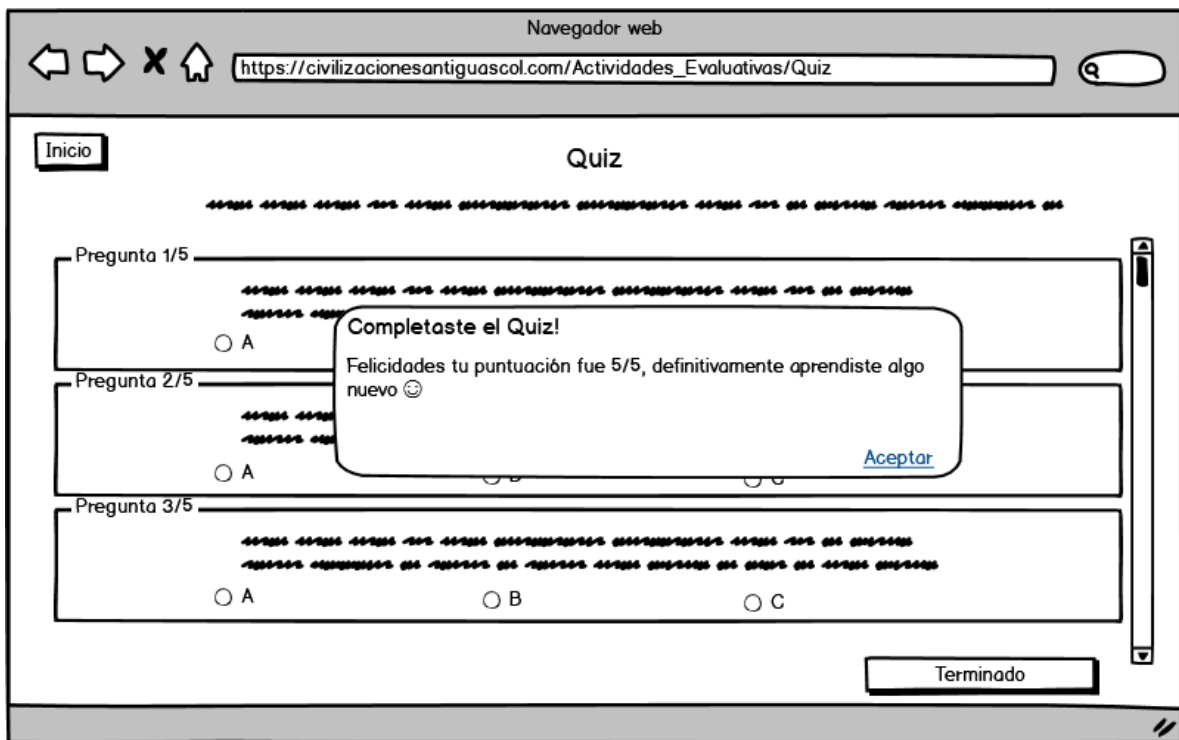 Navegador web
https://civilizacionesantiguascol.com/Actividades_Evaluativas/Quiz
Inicio
Quiz
Pregunta 1/5
A
Completaste el Quiz!
Felicidades tu puntuación fue 5/5, definitivamente aprendiste algo
nuevo ☺
Aceptar
Pregunta 2/5
A
Pregunta 3/5
A B C
Terminado